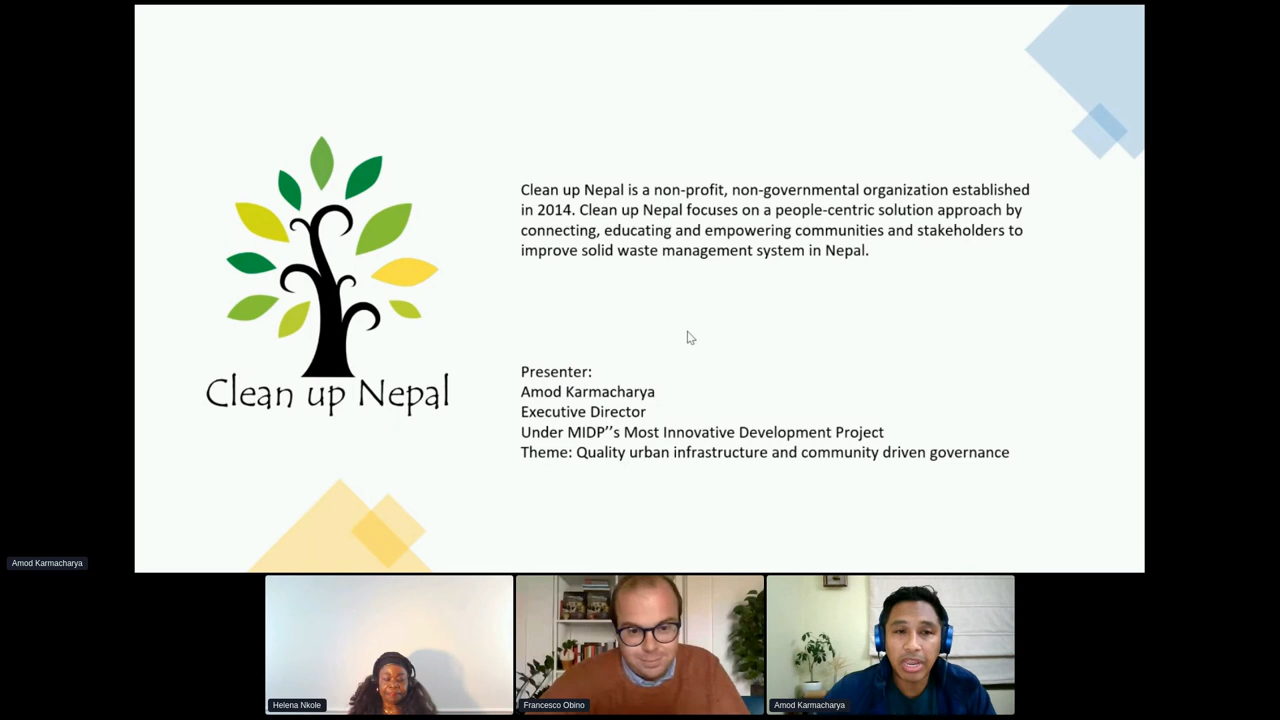 Clean up Nepal is a non-profit, non-governmental organization established
in 2014. Clean up Nepal focuses on a people-centric solution approach by
connecting, educating and empowering communities and stakeholders to
improve solid waste management system in Nepal.
Clean up Nepal
Presenter:
Amod Karmacharya
Executive Director
Under MIDP’’s Most Innovative Development Project
Theme: Quality urban infrastructure and community driven governance
Amod Karmacharya
Helena Nkole
Francesco Obino
Amod Karmacharya